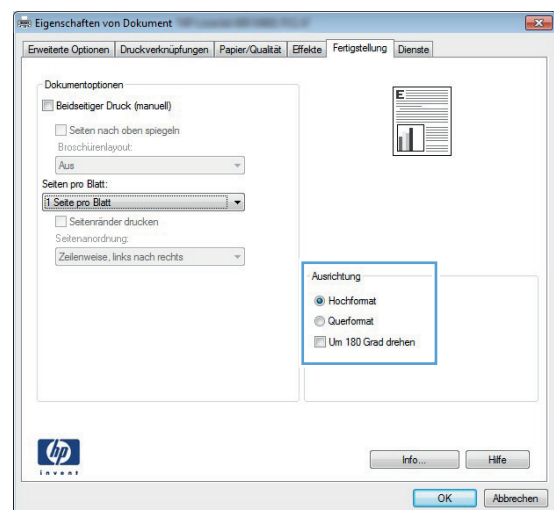 Eigenschaften von Dokument
Erweiterte Optionen Druckverknüpfungen Papier/Qualität Effekte Fertigstellung Dienste
Dokumentoptionen
Beidseitiger Druck (manuell)
Seiten nach oben spiegeln
Broschürenlayout:
Aus
Seiten pro Blatt:
1 Seite pro Blatt
Seitenränder drucken
Seitenanordnung:
Zeilenweise, links nach rechts
E
Ausrichtung
Hochformat
Querformat
Um 180 Grad drehen
hp
invent
Info... Hilfe
OK Abbrechen